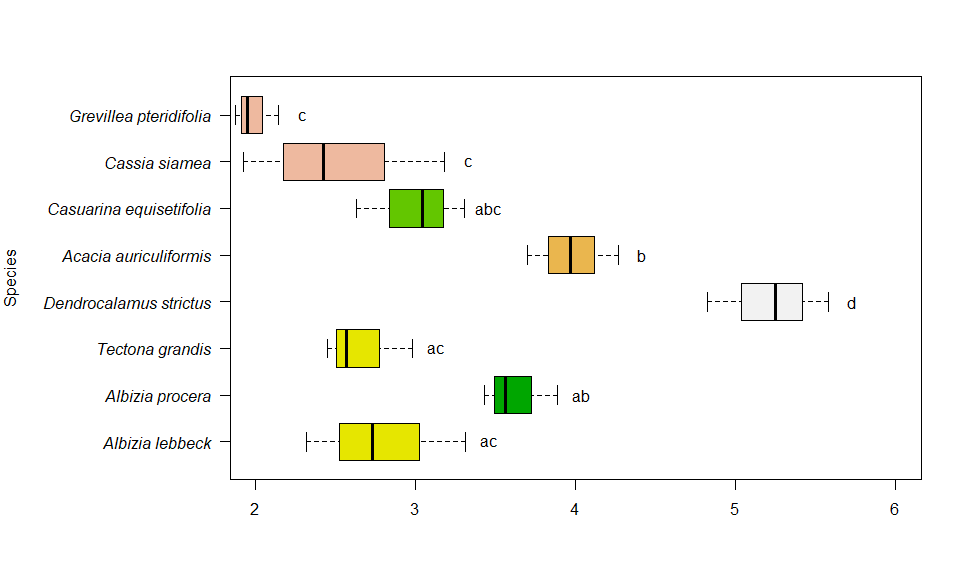 Grevillea pteridifolia c
Cassia siamea c
Casuarina equisetifolia abc
Acacia auriculiformis b
Species
Dendrocalamus strictus d
Tectona grandis ac
Albizia procera ab
Albizia lebbeck ac
2 3 4 5 6